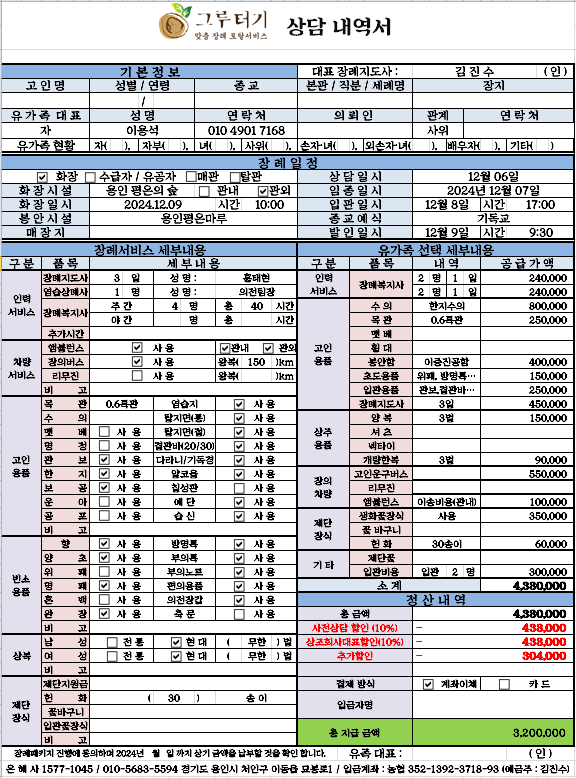 그루터기
맞춤 장례 토탈서비스
상담 내역서
기본정보 대표 장례지도사 : 김진수 (인)
고인명 성별 / 연령 종교 본관 / 직분 / 세례명 장지
/
유가족 대표 성명 연락처 의뢰인 관계 연락처
자 이용석 010 4901 7168 사위
유가족 현황 자( ), 자부( ), 녀( ), 사위( ), 손자·녀( ), 외손자·녀( ), 배우자( ), 기타( )
장례일정
화장 수급자 / 유공자 매관 탈관 상담일시 12월 06일
화장시설 용인 평온의 숲 관내 관외 임종일시 2024년 12월 07일
화장일시 2024.12.09 시간 10:00 입관일시 12월 8일 시간 17:00
봉안시설 용인평온마루 종교예식 기독교
매장지 발인일시 12월 9일 시간 9:30
장례서비스 세부내용
구분 품목 세부내용
인력 서비스
장례지도사 3 일 성명: 홍태현
염습상례사 1 명 성명: 의전팀장
장례복지사 주간 4 명 총 40 시간
야간 명 총 시간
추가시간
차량 서비스
앰뷸런스 사용 관내 관외
장의버스 사용 왕복( 150 )km
리무진 사용 왕복( )km
비고
고인 용품
목관 0.6특관 염습지 사용
수의 탈지면(통) 사용
맷베 사용 탈지면(절) 사용
명정 사용 결관바(20/30) 사용
관보 사용 다라니/기독경 사용
한지 사용 알코올 사용
보공 사용 칠성판 사용
운아 사용 예단 사용
공포 사용 습신 사용
비고
빈소 용품
향 사용 방명록 사용
양초 사용 부의록 사용
위패 사용 부의노트 사용
명패 사용 편의용품 사용
혼백 사용 의전장갑 사용
완장 사용 축문 사용
비고
상복
남성 전통 현대 ( 무한 ) 벌
여성 전통 현대 ( 무한 ) 벌
비고
재단 장식
재단지원금
헌화 ( 30 ) 송이
꽃바구니
입관꽃장식
비고
유가족 선택 세부내용
구분 품목 내역 공급가액
인력 서비스 장례복지사 2 명 1 일 240,000
2 명 1 일 240,000
고인 용품
수의 한지수의 800,000
목관 0.6특관 250,000
맷베
횡대
봉안함 이중진공함 400,000
초도용품 위패, 방명록… 150,000
입관용품 관보,결관바… 250,000
장례지도사 3일 450,000
상주 용품
양복 3벌 150,000
셔츠
넥타이
개량한복 3벌 90,000
장의 차량
고인운구버스 550,000
리무진
앰뷸런스 이송비용(관내) 100,000
재단 장식
생화꽃장식 사용 350,000
꽃바구니
헌화 30송이 60,000
기타
재단꽃
입관비용 입관 2 명 300,000
소계 4,380,000
정산내역
총 금액 4,380,000
사전상담 할인 (10%) - 438,000
상조회사대표할인(10%) - 438,000
추가할인 - 304,000
결제 방식 계좌이체 카드
입금자명
총 지급 금액 3,200,000
장례패키지 진행에 동의하며 2024년 월 일 까지 상기 금액을 납부할 것을 확인 합니다. 유족 대표 : (인)
은혜사 1577-1045 / 010-5683-5594 경기도 용인시 처인구 이동읍 묘봉로1 / 입금계좌 : 농협 352-1392-3718-93 (예금주 : 김진수)